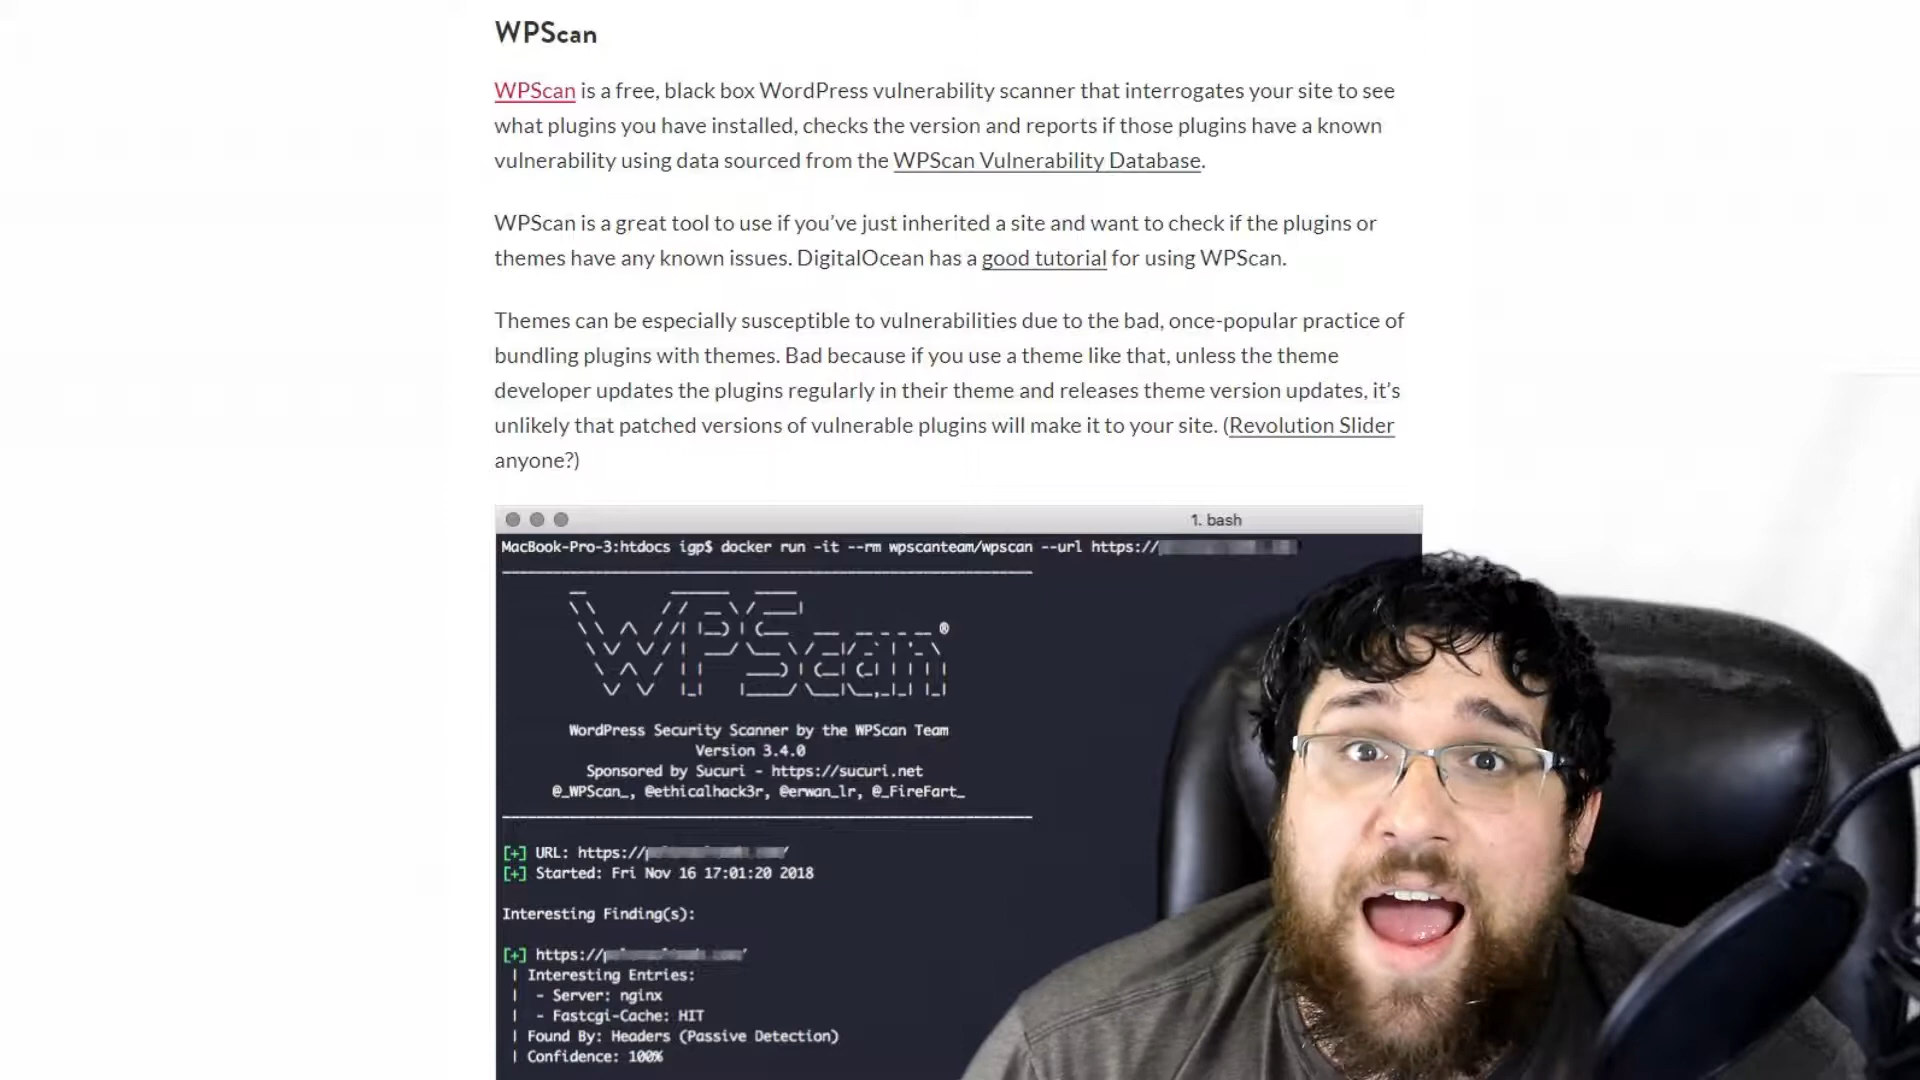 WPScan
WPScan is a free, black box WordPress vulnerability scanner that interrogates your site to see
what plugins you have installed, checks the version and reports if those plugins have a known
vulnerability using data sourced from the WPScan Vulnerability Database.
WPScan is a great tool to use if you’ve just inherited a site and want to check if the plugins or
themes have any known issues. DigitalOcean has a good tutorial for using WPScan.
Themes can be especially susceptible to vulnerabilities due to the bad, once-popular practice of
bundling plugins with themes. Bad because if you use a theme like that, unless the theme
developer updates the plugins regularly in their theme and releases theme version updates, it’s
unlikely that patched versions of vulnerable plugins will make it to your site. (Revolution Slider
anyone?)
1. bash
MacBook-Pro-3:htdocs igp$ docker run -it --rm wpscanteam/wpscan --url https://
WPScan®
WordPress Security Scanner by the WPScan Team
Version 3.4.0
Sponsored by Sucuri - https://sucuri.net
@_WPScan_, @ethicalhack3r, @erwan_lr, @_FireFart_
[+] URL: https://
[+] Started: Fri Nov 16 17:01:20 2018
Interesting Finding(s):
[+] https://
| Interesting Entries:
| - Server: nginx
| - Fastcgi-Cache: HIT
| Found By: Headers (Passive Detection)
| Confidence: 100%